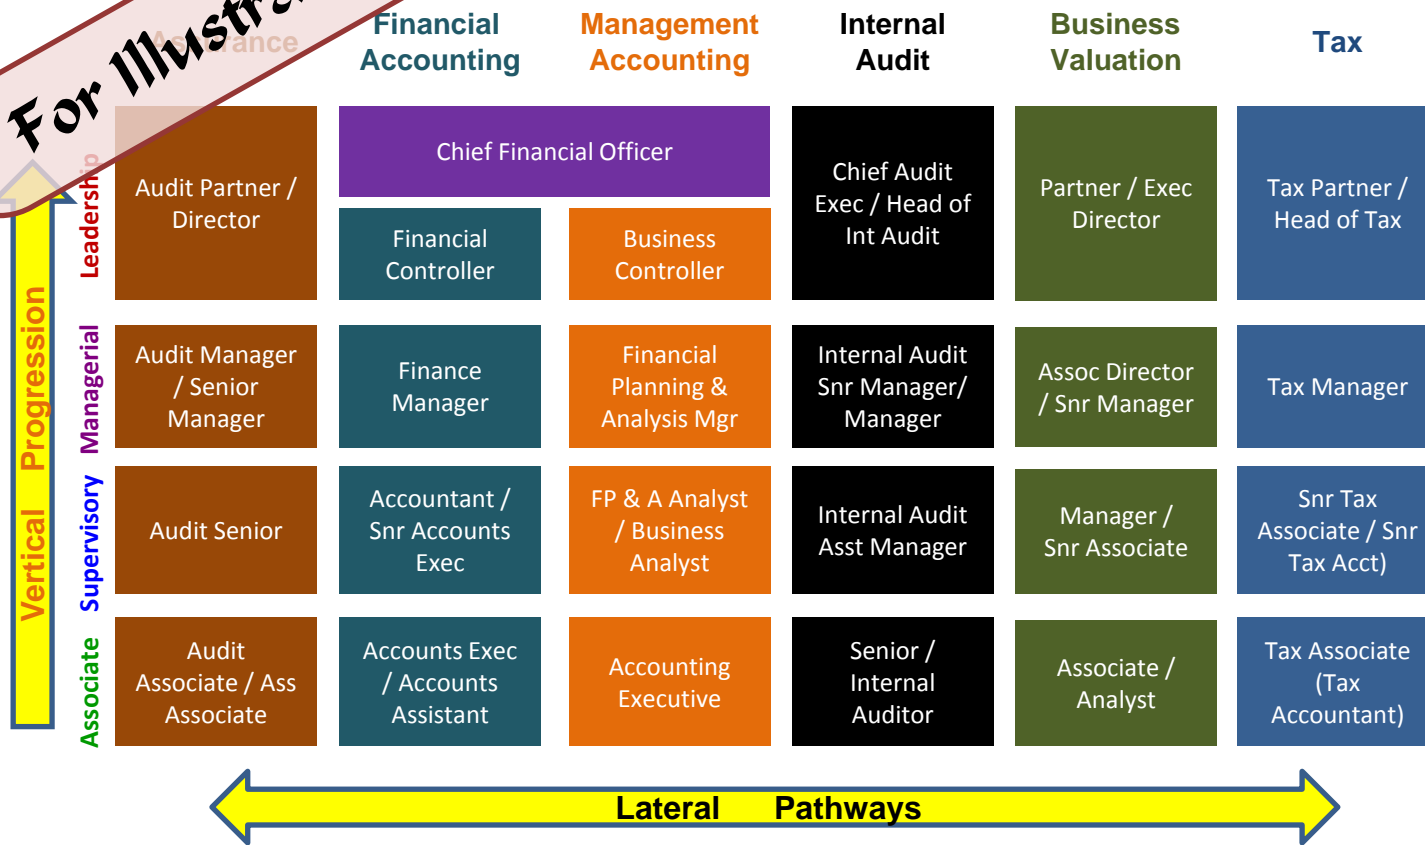 For Illustra
Assurance
Financial
Accounting
Management
Accounting
Internal
Audit
Business
Valuation
Tax
Vertical Progression
Leadership
Audit Partner /
Director
Chief Financial Officer
Financial
Controller
Business
Controller
Chief Audit
Exec / Head of
Int Audit
Partner / Exec
Director
Tax Partner /
Head of Tax
Managerial
Audit Manager
/ Senior
Manager
Finance
Manager
Financial
Planning &
Analysis Mgr
Internal Audit
Snr Manager/
Manager
Assoc Director
/ Snr Manager
Tax Manager
Supervisory
Audit Senior
Accountant /
Snr Accounts
Exec
FP & A Analyst
/ Business
Analyst
Internal Audit
Asst Manager
Manager /
Snr Associate
Snr Tax
Associate / Snr
Tax Acct)
Associate
Audit
Associate / Ass
Associate
Accounts Exec
/ Accounts
Assistant
Accounting
Executive
Senior /
Internal
Auditor
Associate /
Analyst
Tax Associate
(Tax
Accountant)
Lateral Pathways